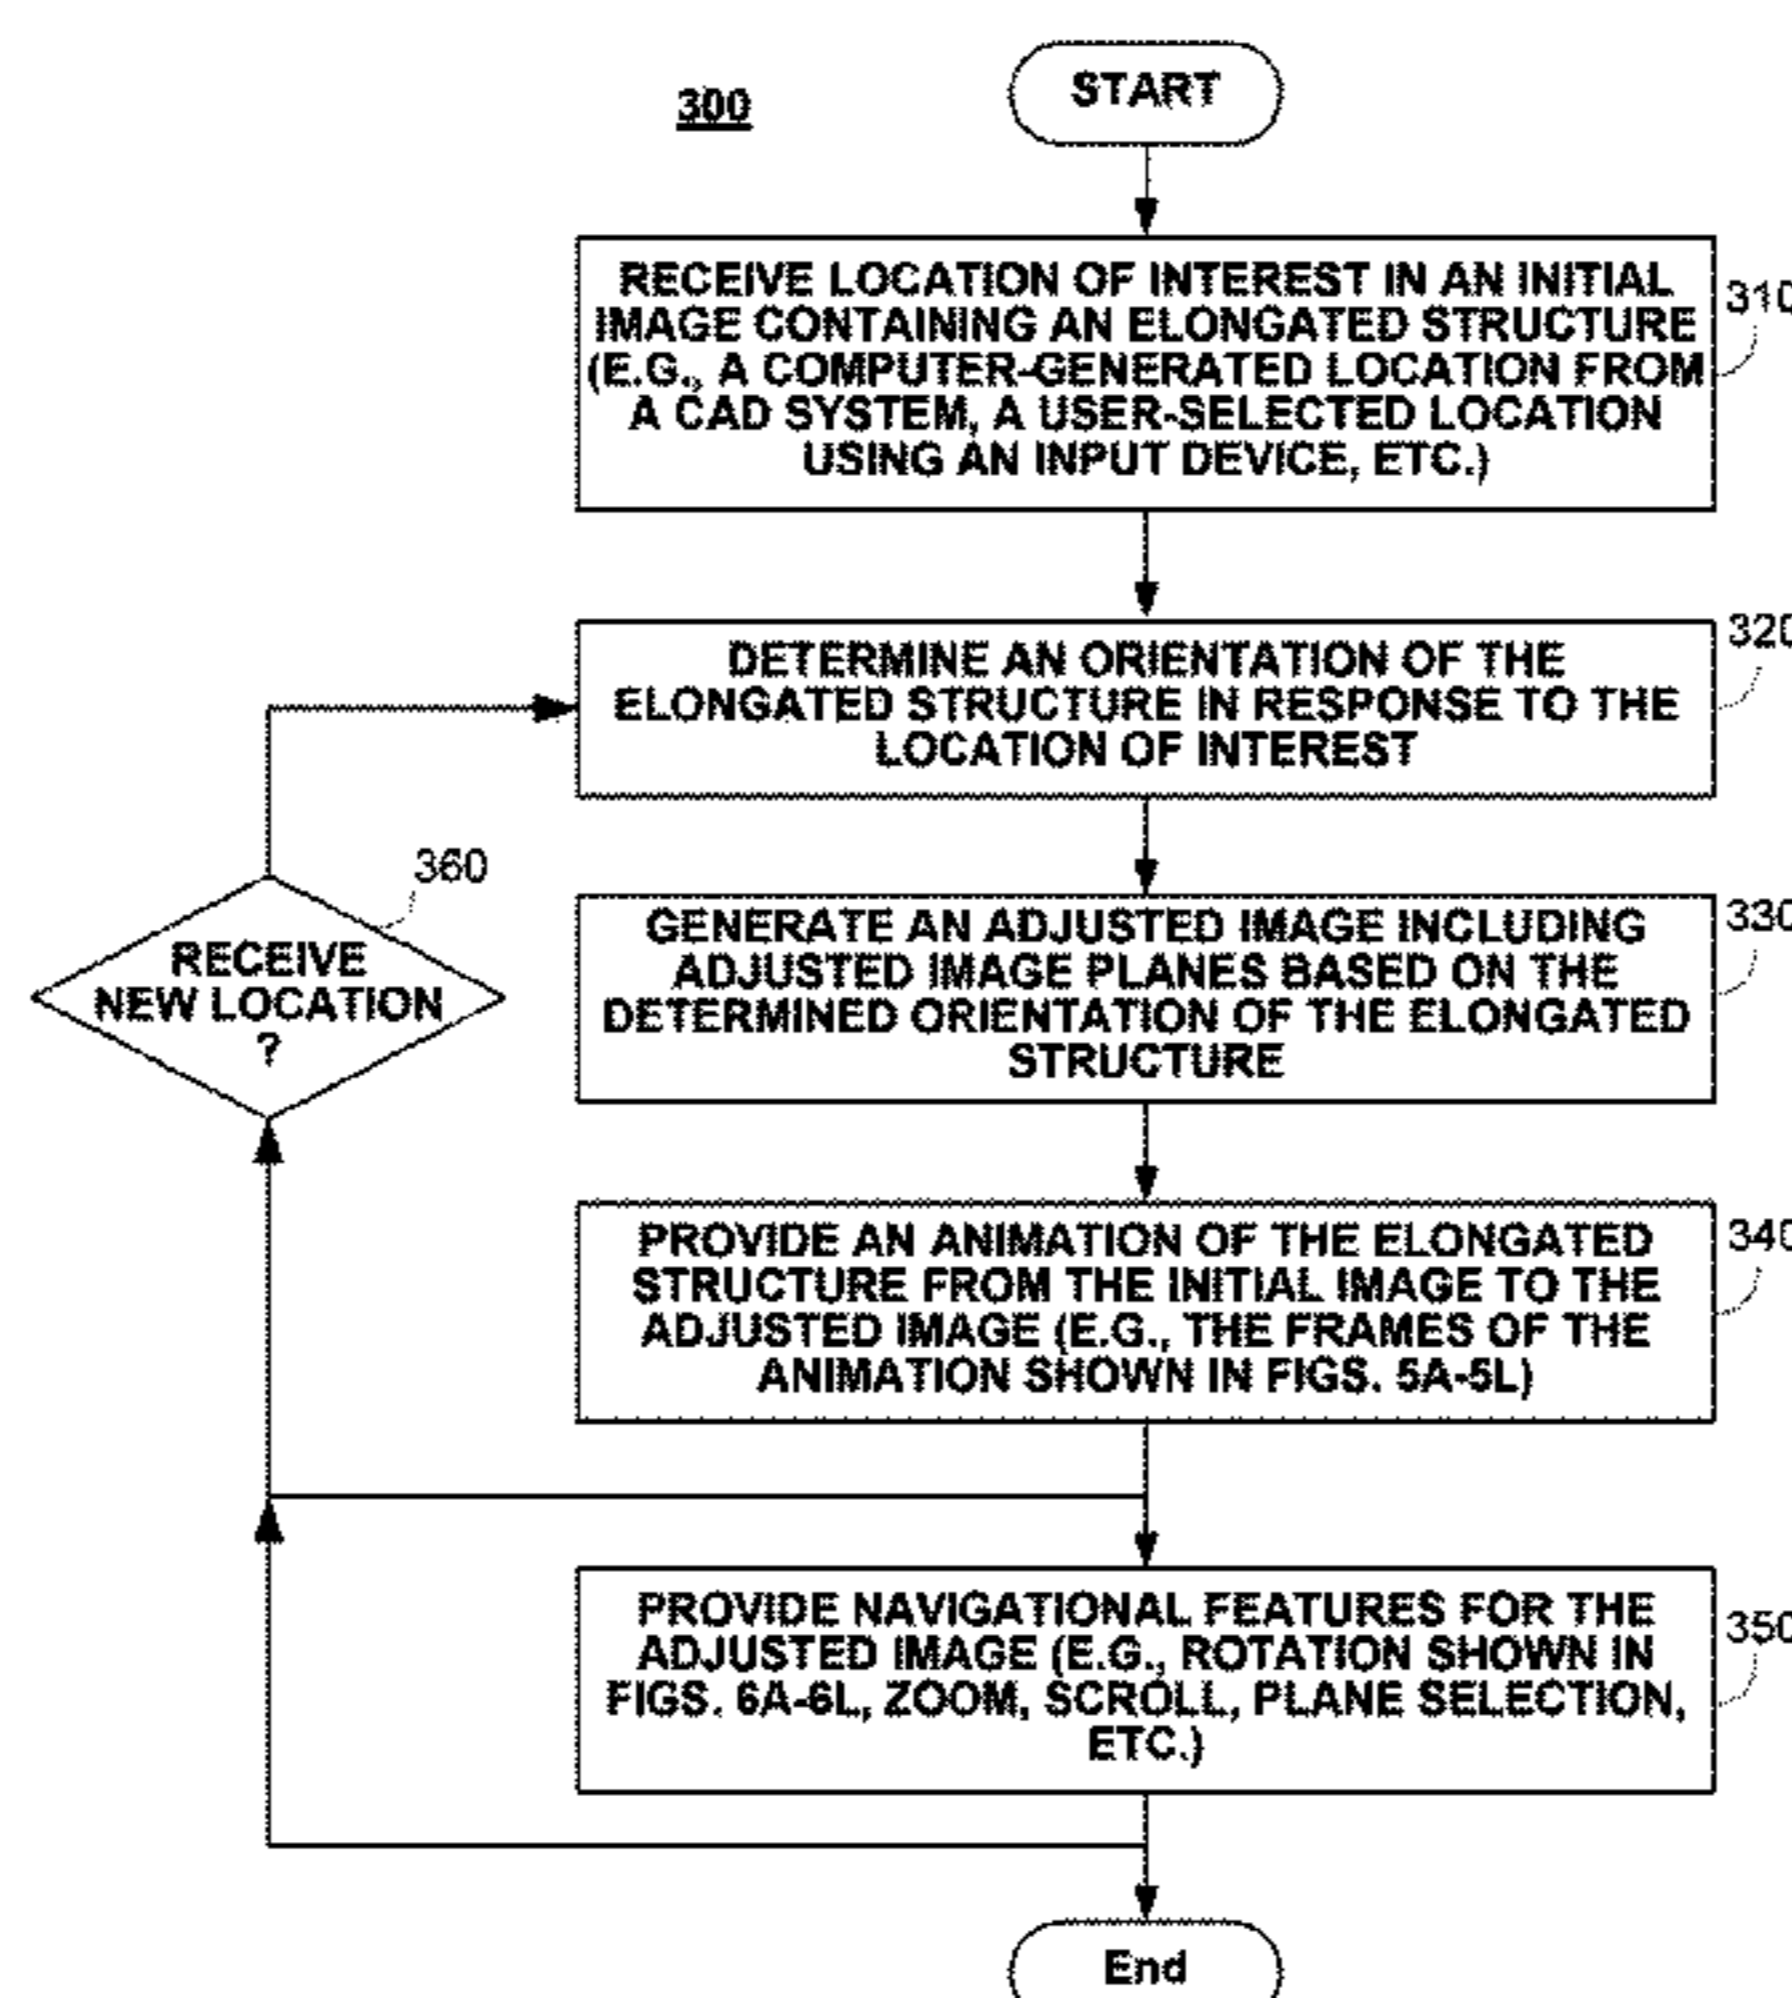 300
START
RECEIVE LOCATION OF INTEREST IN AN INITIAL
IMAGE CONTAINING AN ELONGATED STRUCTURE
(E.G., A COMPUTER-GENERATED LOCATION FROM
A CAD SYSTEM, A USER-SELECTED LOCATION
USING AN INPUT DEVICE, ETC.)
310
DETERMINE AN ORIENTATION OF THE
ELONGATED STRUCTURE IN RESPONSE TO THE
LOCATION OF INTEREST
320
360
RECEIVE
NEW LOCATION
?
GENERATE AN ADJUSTED IMAGE INCLUDING
ADJUSTED IMAGE PLANES BASED ON THE
DETERMINED ORIENTATION OF THE ELONGATED
STRUCTURE
330
PROVIDE AN ANIMATION OF THE ELONGATED
STRUCTURE FROM THE INITIAL IMAGE TO THE
ADJUSTED IMAGE (E.G., THE FRAMES OF THE
ANIMATION SHOWN IN FIGS. 5A-5L)
340
PROVIDE NAVIGATIONAL FEATURES FOR THE
ADJUSTED IMAGE (E.G., ROTATION SHOWN IN
FIGS. 6A-6L, ZOOM, SCROLL, PLANE SELECTION,
ETC.)
350
End